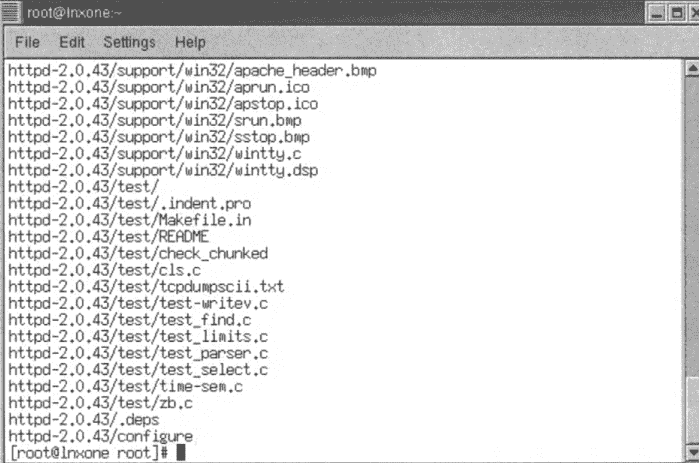 root@lnxone:~
File Edit Settings Help
httpd-2.0.43/support/win32/apache_header.bmp
httpd-2.0.43/support/win32/aprun.ico
httpd-2.0.43/support/win32/apstop.ico
httpd-2.0.43/support/win32/srun.bmp
httpd-2.0.43/support/win32/sstop.bmp
httpd-2.0.43/support/win32/wintty.c
httpd-2.0.43/support/win32/wintty.dsp
httpd-2.0.43/test/
httpd-2.0.43/test/.indent.pro
httpd-2.0.43/test/Makefile.in
httpd-2.0.43/test/README
httpd-2.0.43/test/check_chunked
httpd-2.0.43/test/cls.c
httpd-2.0.43/test/tcpdumpscii.txt
httpd-2.0.43/test/test-writev.c
httpd-2.0.43/test/test_find.c
httpd-2.0.43/test/test_limits.c
httpd-2.0.43/test/test_parser.c
httpd-2.0.43/test/test_select.c
httpd-2.0.43/test/time-sem.c
httpd-2.0.43/test/zb.c
httpd-2.0.43/.deps
httpd-2.0.43/configure
[root@lnxone root]#